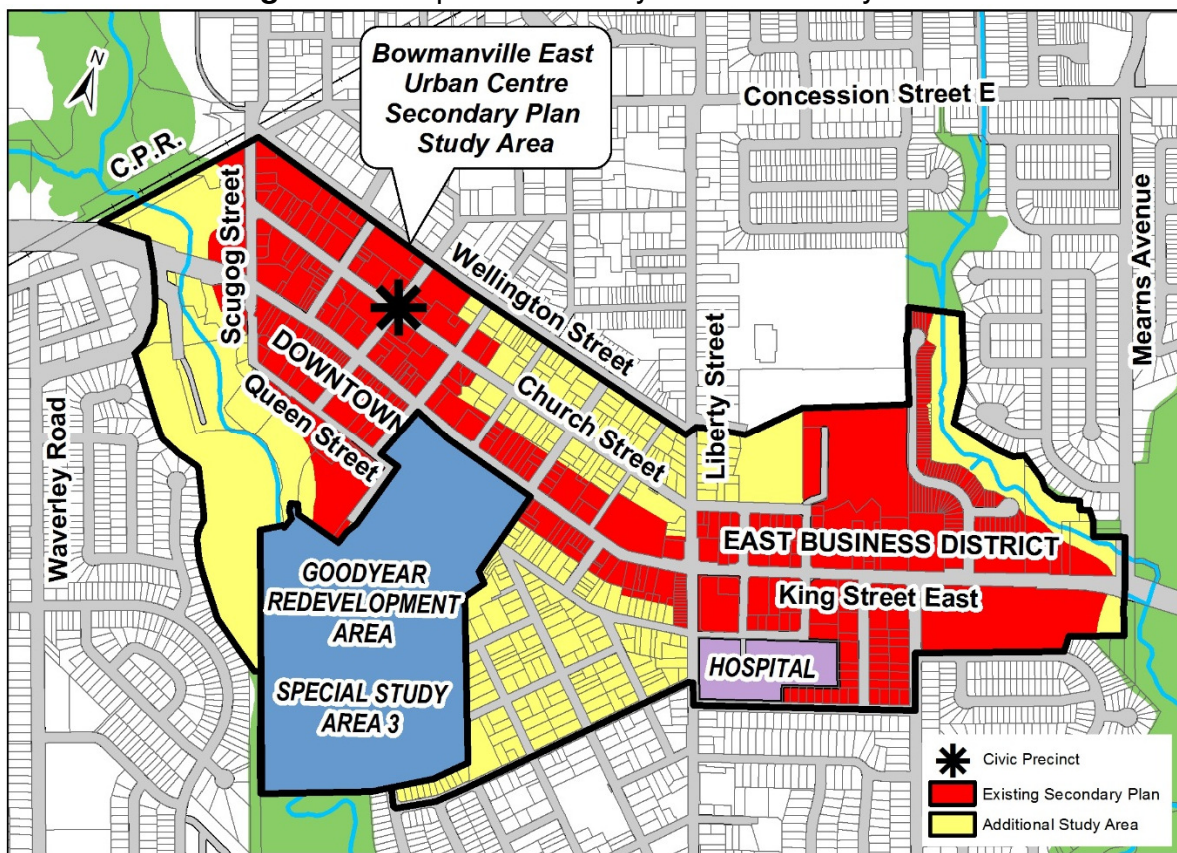 Bowmanville East
Urban Centre
Secondary Plan
Study Area
N
C.P.R.
Concession Street E
Scugog Street
Wellington Street
Mearns Avenue
DOWNTOWN
Church Street
Liberty Street
Queen Street
Waverley Road
EAST BUSINESS DISTRICT
King Street East
GOODYEAR
REDEVELOPMENT
AREA
SPECIAL STUDY
AREA 3
HOSPITAL
Civic Precinct
Existing Secondary Plan
Additional Study Area